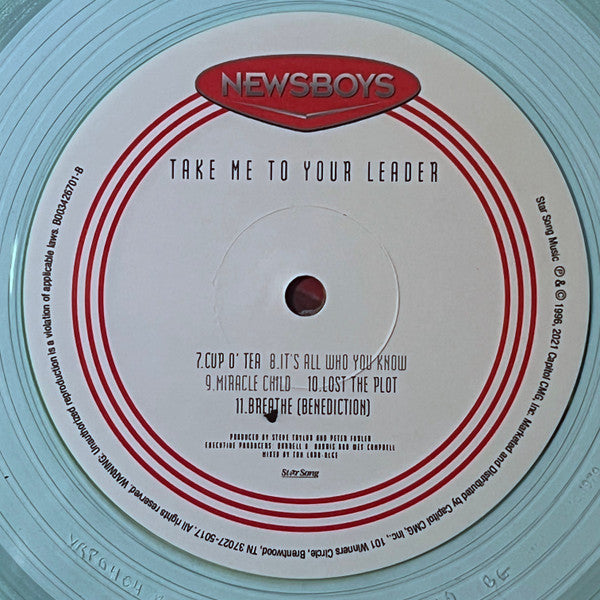 NEWSBOYS
TAKE ME TO YOUR LEADER
7.CUP O' TEA 8.IT'S ALL WHO YOU KNOW
9.MIRACLE CHILD 10.LOST THE PLOT
11.BREATHE (BENEDICTION)
PRODUCED BY STEVE TAYLOR AND PETER FURLER
EXECUTIVE PRODUCERS DARRELL A. HARRIS AND WES CAMPBELL
MIXED BY TOM LORD-ALGE
Star Song
Star Song Music ℗ & © 1996, 2021 Capitol CMG, Inc. Marketed and Distributed by Capitol CMG, Inc., 101 Winners Circle, Brentwood, TN 37027-5017. All rights reserved. WARNING: Unauthorized reproduction is a violation of applicable laws. B003426701-B